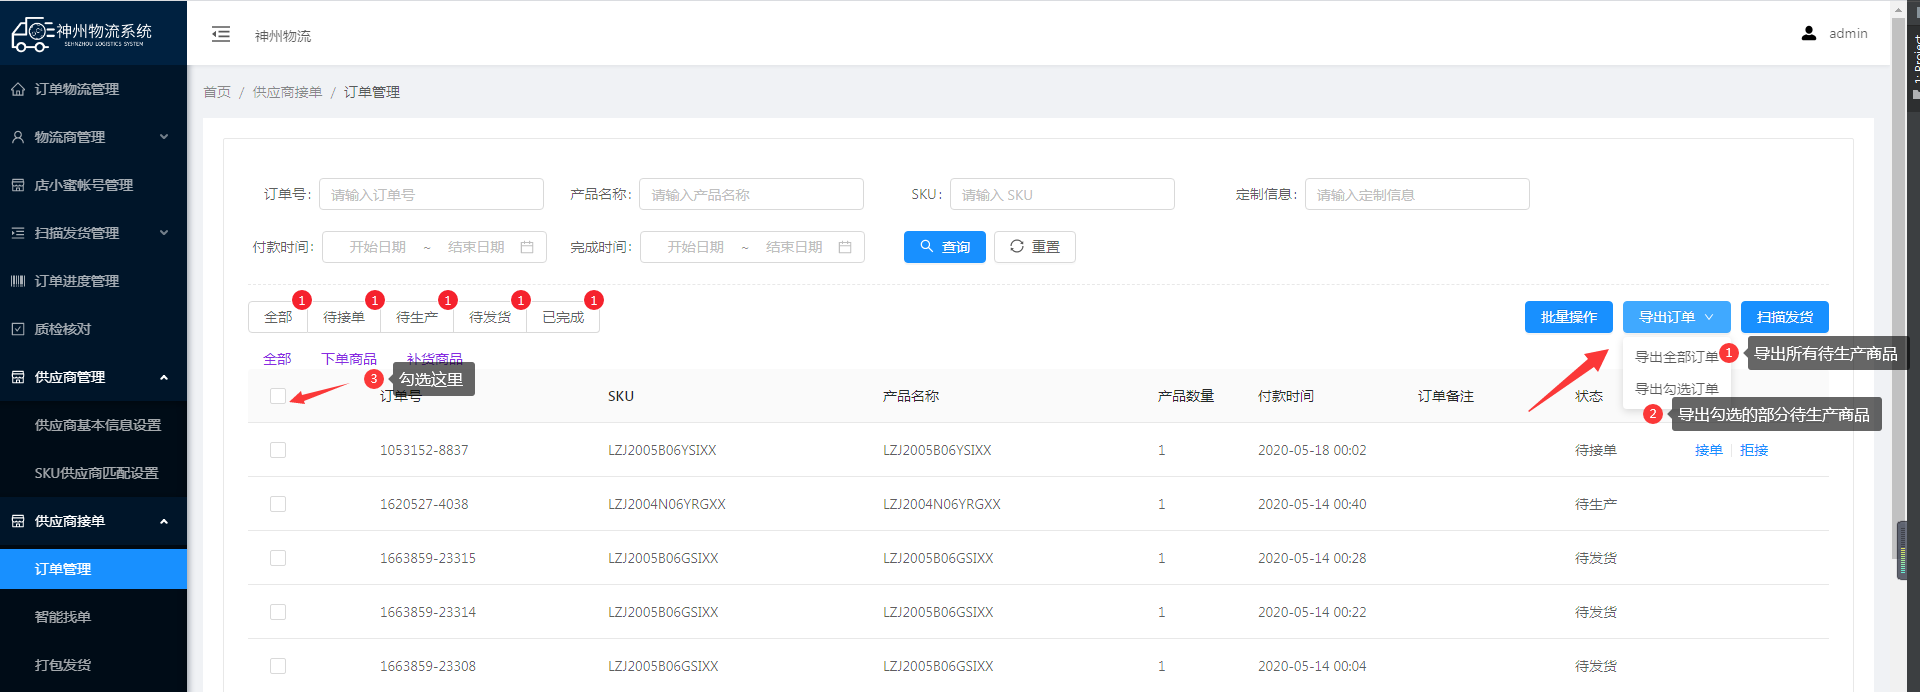 神州物流系统
SEHNZHOU LOGISTICS SYSTEM
神州物流
admin
1: Project
订单物流管理
物流商管理
店小蜜帐号管理
扫描发货管理
订单进度管理
质检核对
供应商管理
供应商基本信息设置
SKU供应商匹配设置
供应商接单
订单管理
智能找单
打包发货
首页 / 供应商接单 / 订单管理
订单号: 请输入订单号 产品名称: 请输入产品名称 SKU: 请输入 SKU 定制信息: 请输入定制信息
付款时间: 开始日期 ~ 结束日期 完成时间: 开始日期 ~ 结束日期 查询 重置
全部 1 待接单 1 待生产 1 待发货 1 已完成 1
批量操作 导出订单 扫描发货
导出全部订单 1 导出所有待生产商品
导出勾选订单
2 导出勾选的部分待生产商品
全部 下单商品 补货商品
3 勾选这里
订单号 SKU 产品名称 产品数量 付款时间 订单备注 状态
1053152-8837 LZJ2005B06YSIXX LZJ2005B06YSIXX 1 2020-05-18 00:02 待接单 接单 拒接
1620527-4038 LZJ2004N06YRGXX LZJ2004N06YRGXX 1 2020-05-14 00:40 待生产
1663859-23315 LZJ2005B06GSIXX LZJ2005B06GSIXX 1 2020-05-14 00:28 待发货
1663859-23314 LZJ2005B06GSIXX LZJ2005B06GSIXX 1 2020-05-14 00:22 待发货
1663859-23308 LZJ2005B06GSIXX LZJ2005B06GSIXX 1 2020-05-14 00:04 待发货